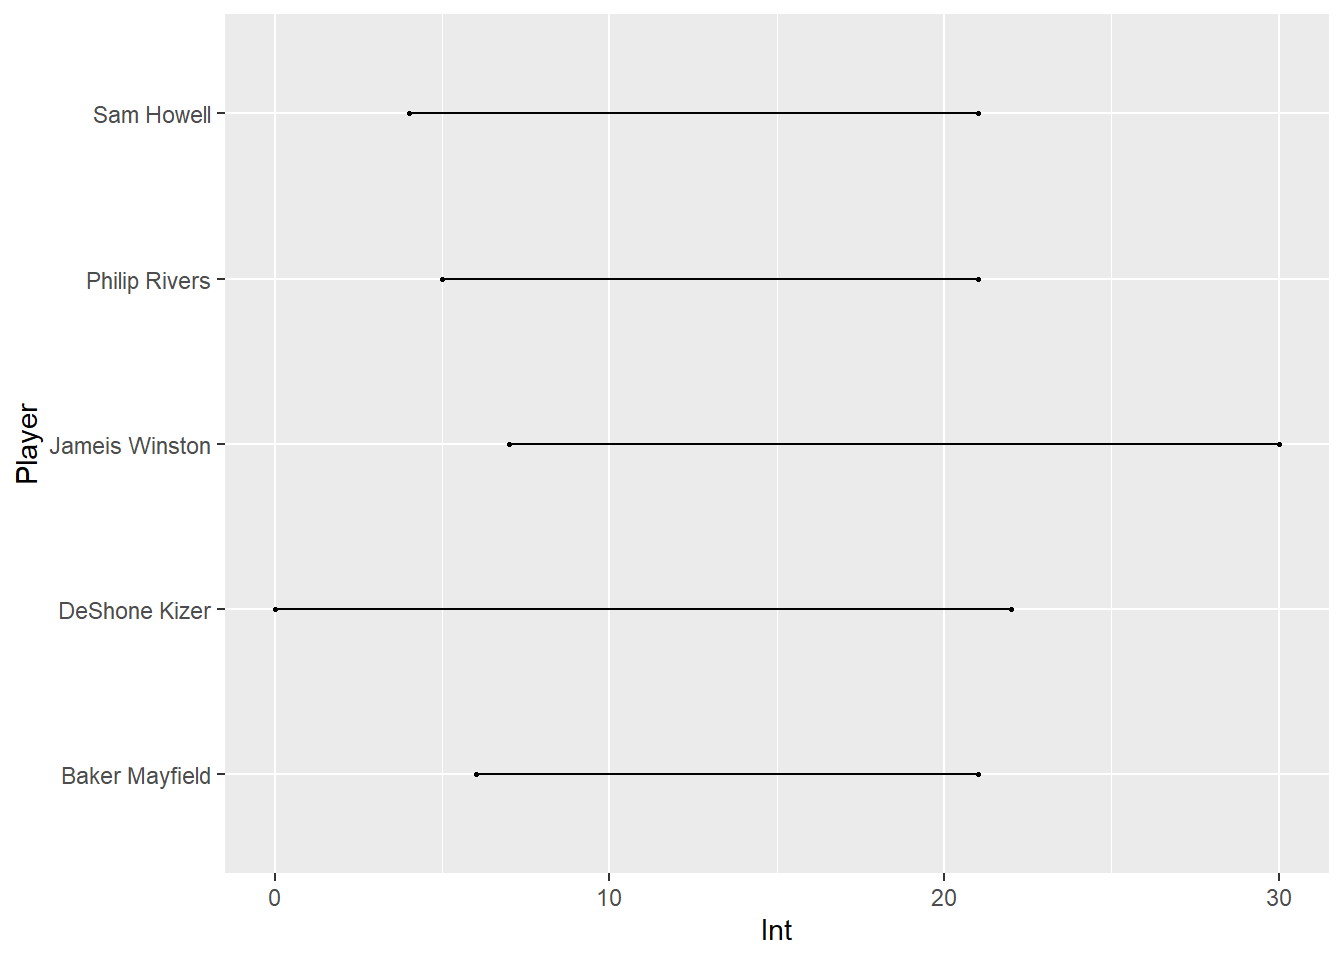 Sam Howell
Philip Rivers
Jameis Winston
DeShone Kizer
Baker Mayfield
Player
0 10 20 30
Int